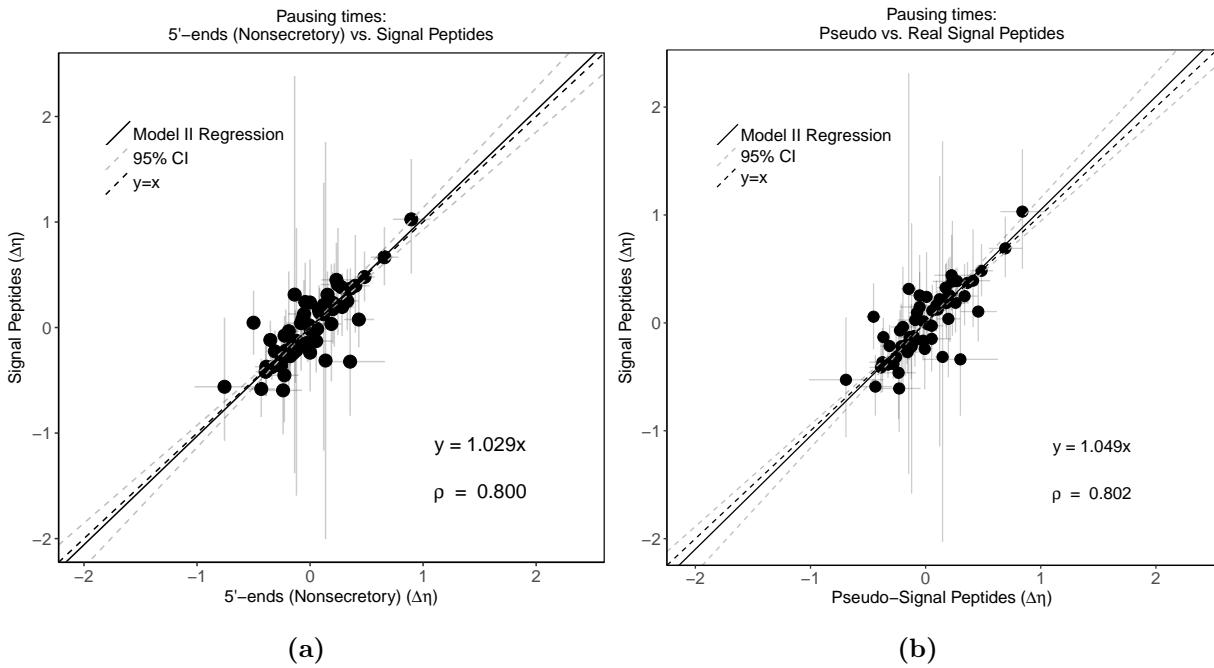 Pausing times:
5'−ends (Nonsecretory) vs. Signal Peptides
Signal Peptides (Δη)
2
1
0
−1
−2
Model II Regression
95% CI
y=x
y = 1.029x
ρ = 0.800
−2 −1 0 1 2
5'−ends (Nonsecretory) (Δη)
(a)
Pausing times:
Pseudo vs. Real Signal Peptides
Signal Peptides (Δη)
2
1
0
−1
−2
Model II Regression
95% CI
y=x
y = 1.049x
ρ = 0.802
−2 −1 0 1 2
Pseudo−Signal Peptides (Δη)
(b)